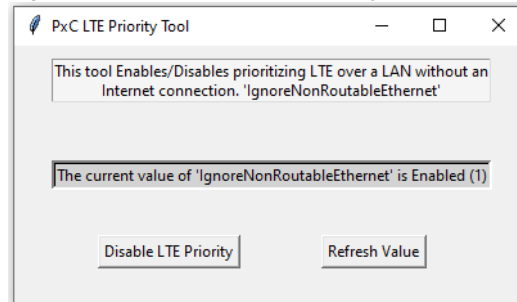 PxC LTE Priority Tool
This tool Enables/Disables prioritizing LTE over a LAN without an
Internet connection. 'IgnoreNonRoutableEthernet'
The current value of 'IgnoreNonRoutableEthernet' is Enabled (1)
Disable LTE Priority
Refresh Value